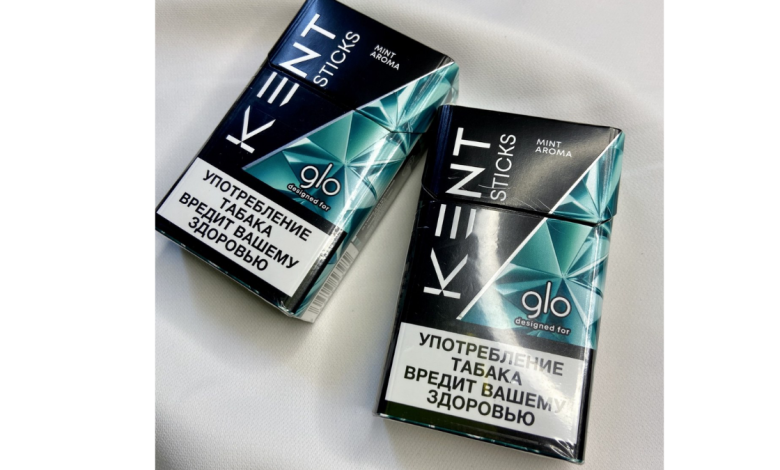 KENT
STICKS
MINT
AROMA
glo
designed for
УПОТРЕБЛЕНИЕ
ТАБАКА
ВРЕДИТ ВАШЕМУ
ЗДОРОВЬЮ
KENT
STICKS
MINT
AROMA
glo
designed for
УПОТРЕБЛЕНИЕ
ТАБАКА
ВРЕДИТ ВАШЕМУ
ЗДОРОВЬЮ